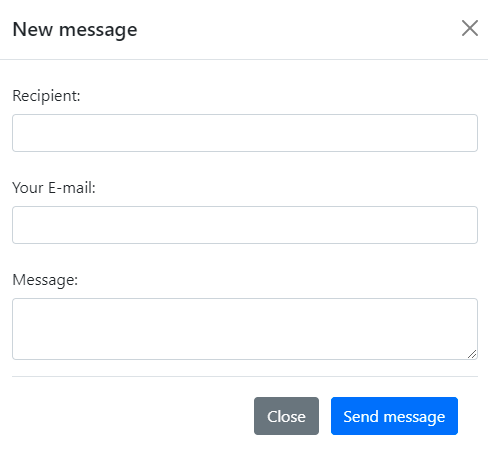 New message
Recipient:
Your E-mail:
Message:
Close Send message